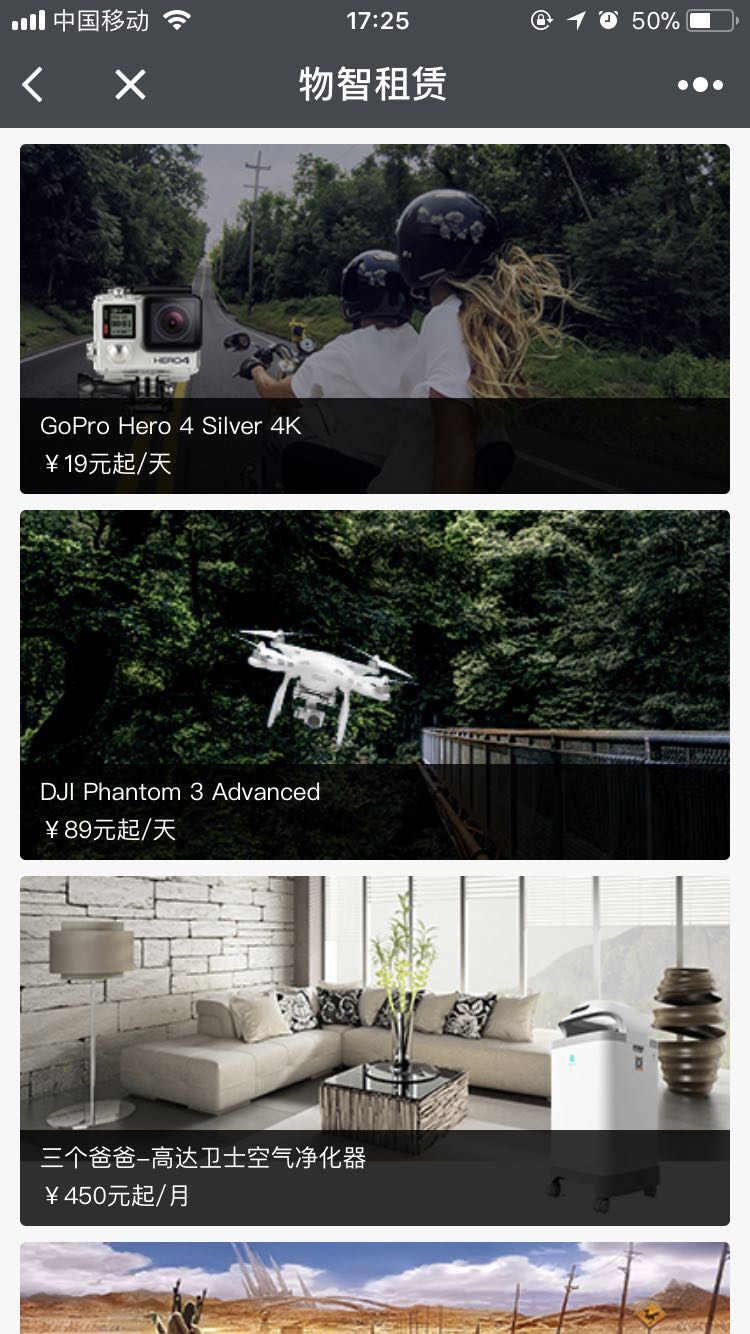 中国移动
17:25
50%
物智租赁
HERO4
GoPro Hero 4 Silver 4K
￥19元起/天
DJI Phantom 3 Advanced
￥89元起/天
三个爸爸–高达卫士空气净化器
￥450元起/月